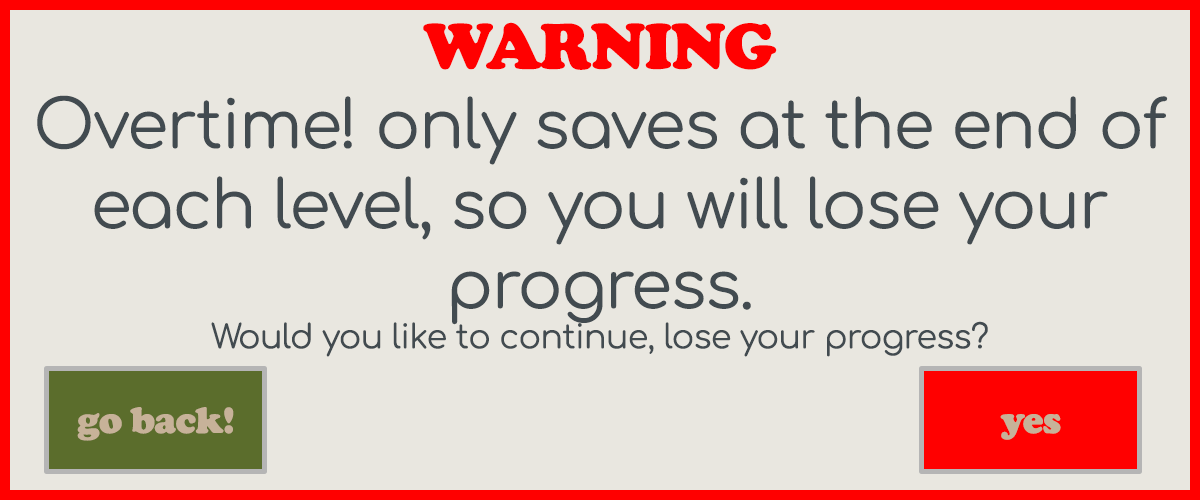 WARNING
Overtime! only saves at the end of
each level, so you will lose your
progress.
Would you like to continue, lose your progress?
go back!
yes